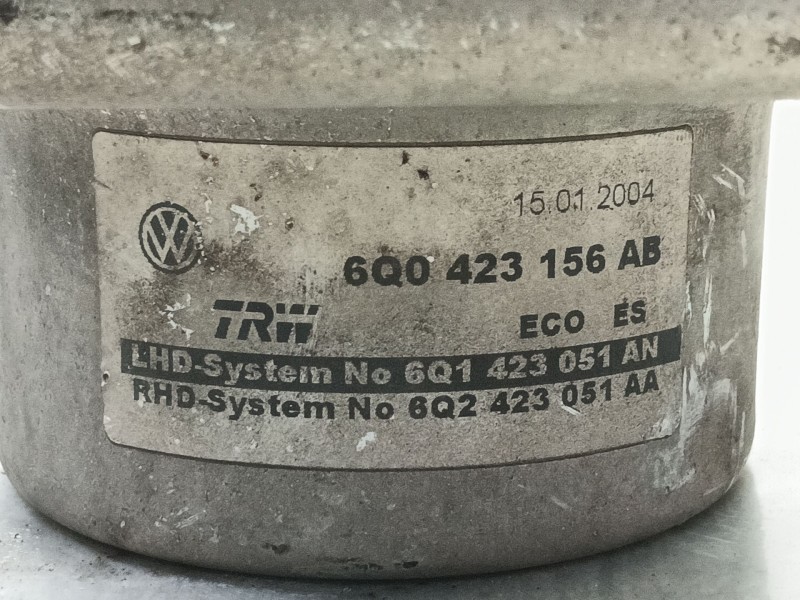 15.01.2004
VW
6Q0 423 156 AB
TRW ECO ES
LHD-System No 6Q1 423 051 AN
RHD-System No 6Q2 423 051 AA